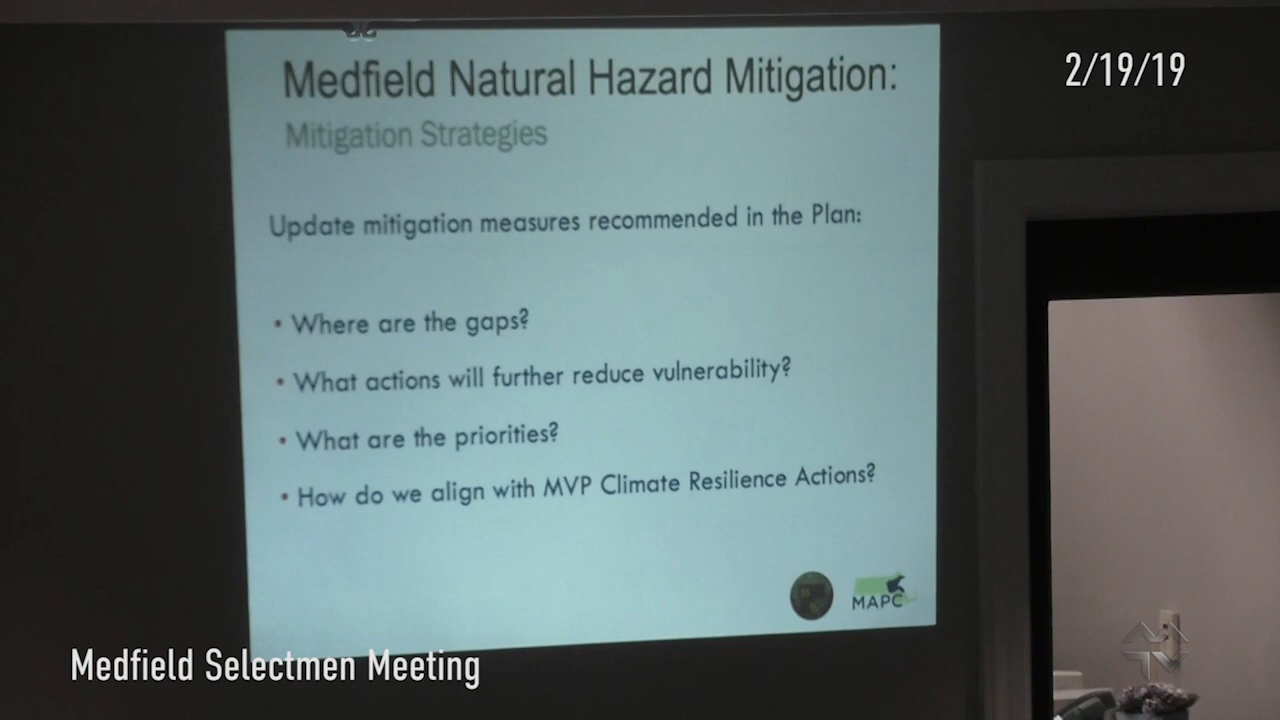 Medfield Natural Hazard Mitigation:
2/19/19
Mitigation Strategies
Update mitigation measures recommended in the Plan:
• Where are the gaps?
• What actions will further reduce vulnerability?
• What are the priorities?
• How do we align with MVP Climate Resilience Actions?
MAPC
Medfield Selectmen Meeting